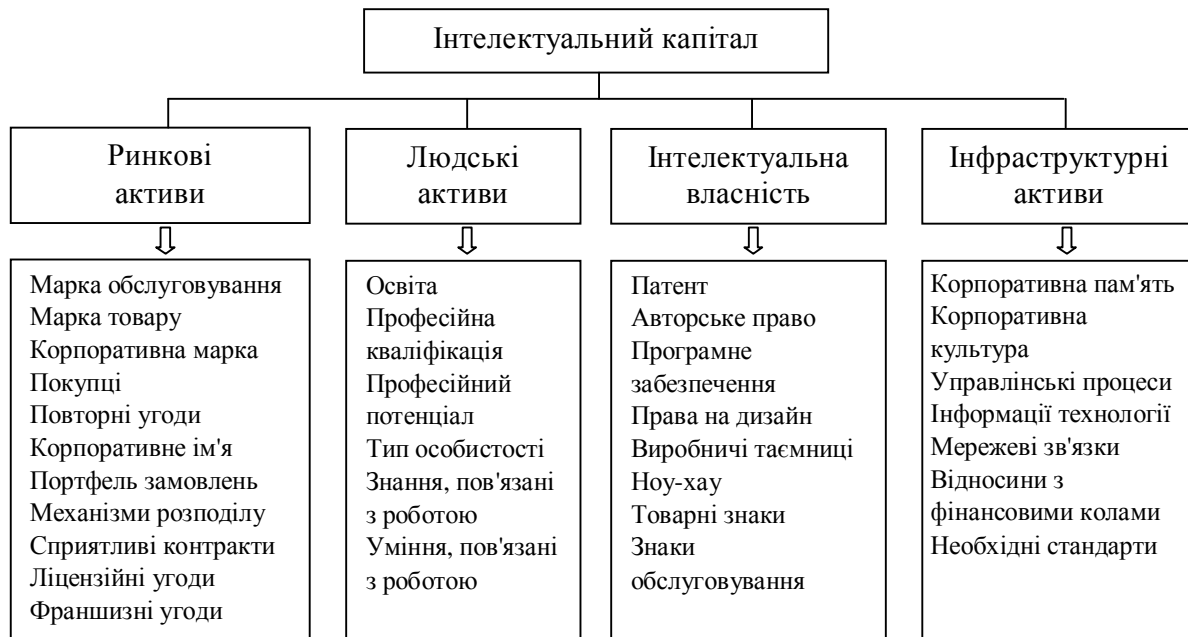 Інтелектуальний капітал
Ринкові
активи
Людські
активи
Інтелектуальна
власність
Інфраструктурні
активи
Марка обслуговування
Марка товару
Корпоративна марка
Покупці
Повторні угоди
Корпоративне ім'я
Портфель замовлень
Механізми розподілу
Сприятливі контракти
Ліцензійні угоди
Франшизні угоди
Освіта
Професійна
кваліфікація
Професійний
потенціал
Тип особистості
Знання, пов'язані
з роботою
Уміння, пов'язані
з роботою
Патент
Авторське право
Програмне
забезпечення
Права на дизайн
Виробничі таємниці
Ноу-хау
Товарні знаки
Знаки
обслуговування
Корпоративна пам'ять
Корпоративна
культура
Управлінські процеси
Інформації технології
Мережеві зв'язки
Відносини з
фінансовими колами
Необхідні стандарти